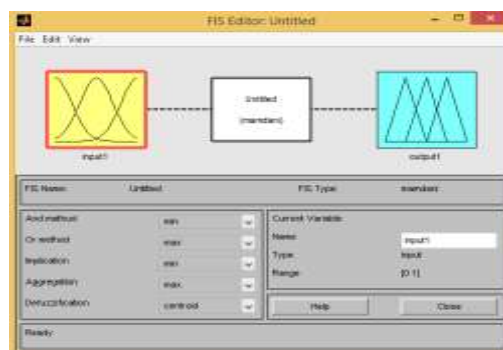 FIS Editor: Untitled
File Edit View
Untitled
(mamdani)
input1
output1
FIS Name: Untitled FIS Type: mamdani
And method min
Or method max
Implication min
Aggregation max
Defuzzification centroid
Current Variable
Name input1
Type input
Range [0 1]
Help Close
Ready